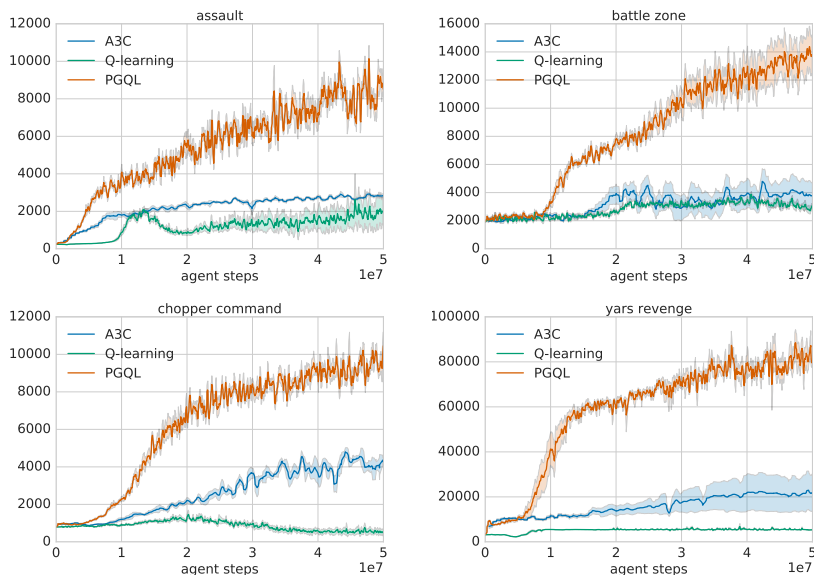 assault
12000
10000
8000
6000
4000
2000
0
A3C
Q-learning
PGQL
0 1 2 3 4 5
agent steps 1e7
battle zone
16000
14000
12000
10000
8000
6000
4000
2000
0
A3C
Q-learning
PGQL
0 1 2 3 4 5
agent steps 1e7
chopper command
12000
10000
8000
6000
4000
2000
0
A3C
Q-learning
PGQL
0 1 2 3 4 5
agent steps 1e7
yars revenge
100000
80000
60000
40000
20000
0
A3C
Q-learning
PGQL
0 1 2 3 4 5
agent steps 1e7